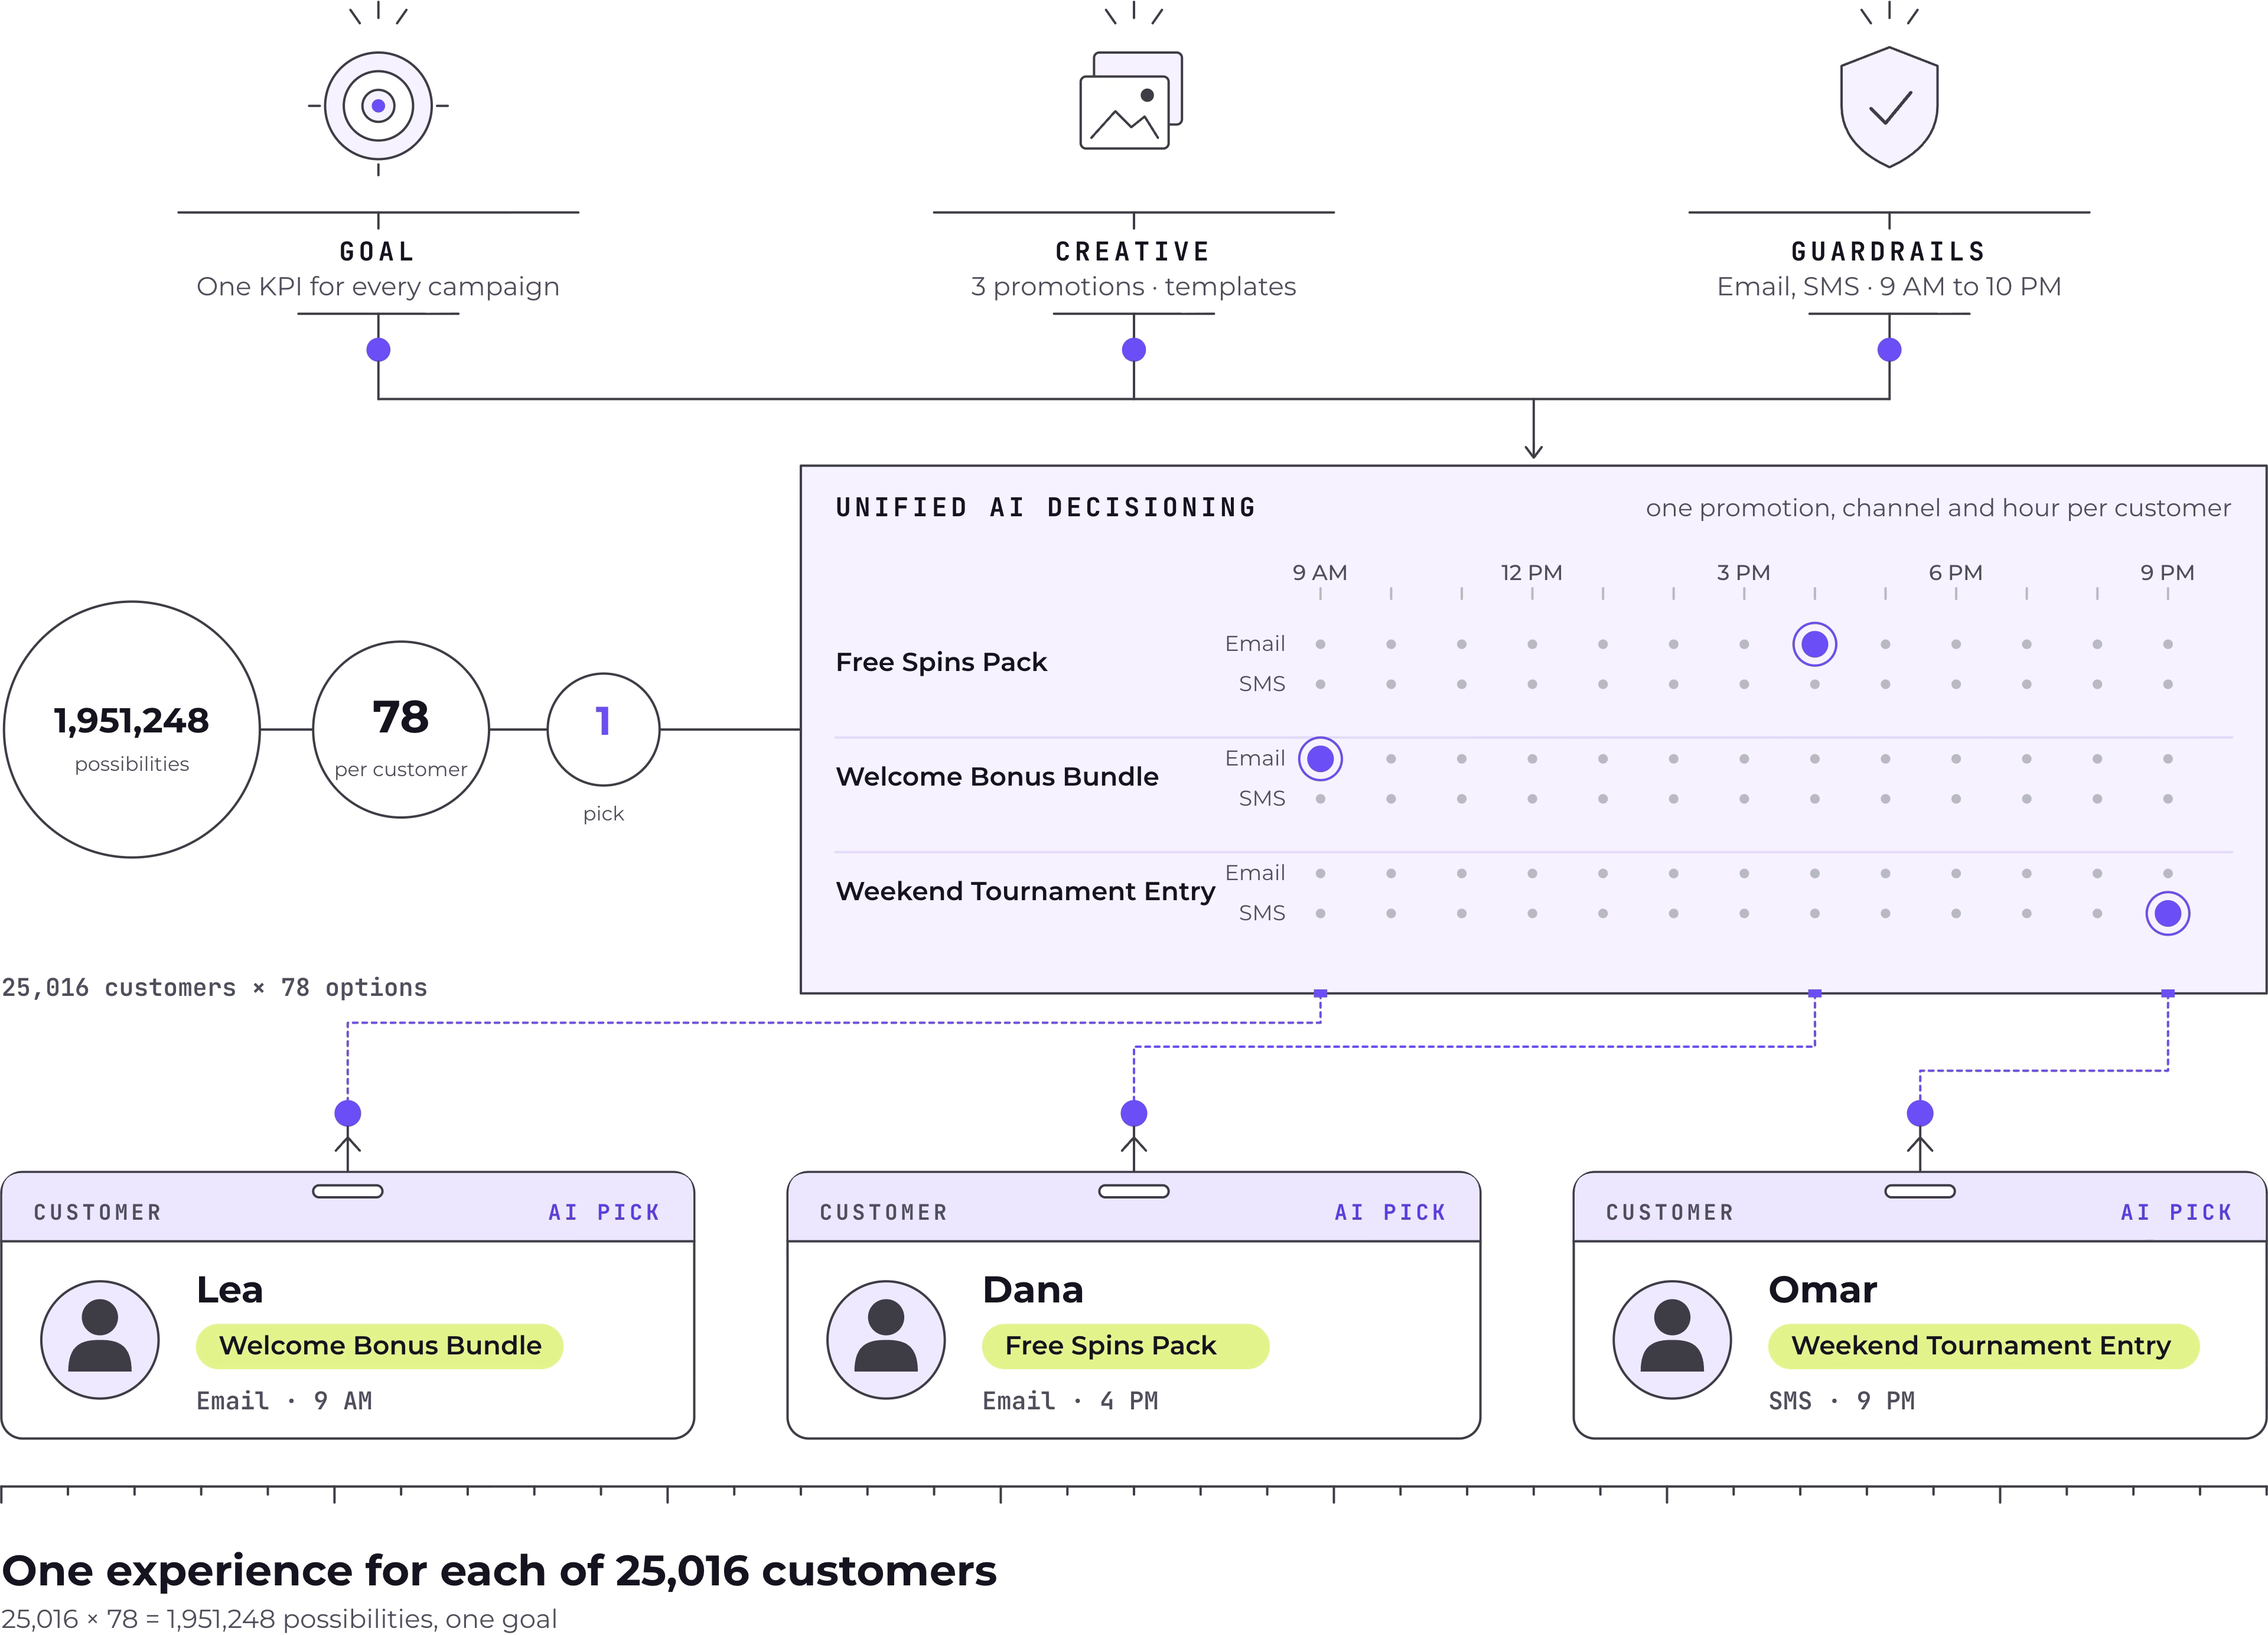 GOAL
One KPI for every campaign
CREATIVE
3 promotions · templates
GUARDRAILS
Email, SMS · 9 AM to 10 PM
UNIFIED AI DECISIONING
one promotion, channel and hour per customer
9 AM 12 PM 3 PM 6 PM 9 PM
Free Spins Pack
Email
SMS
Welcome Bonus Bundle
Email
SMS
Weekend Tournament Entry
Email
SMS
1,951,248
possibilities
78
per customer
1
pick
25,016 customers × 78 options
CUSTOMER AI PICK
Lea
Welcome Bonus Bundle
Email · 9 AM
CUSTOMER AI PICK
Dana
Free Spins Pack
Email · 4 PM
CUSTOMER AI PICK
Omar
Weekend Tournament Entry
SMS · 9 PM
One experience for each of 25,016 customers
25,016 × 78 = 1,951,248 possibilities, one goal